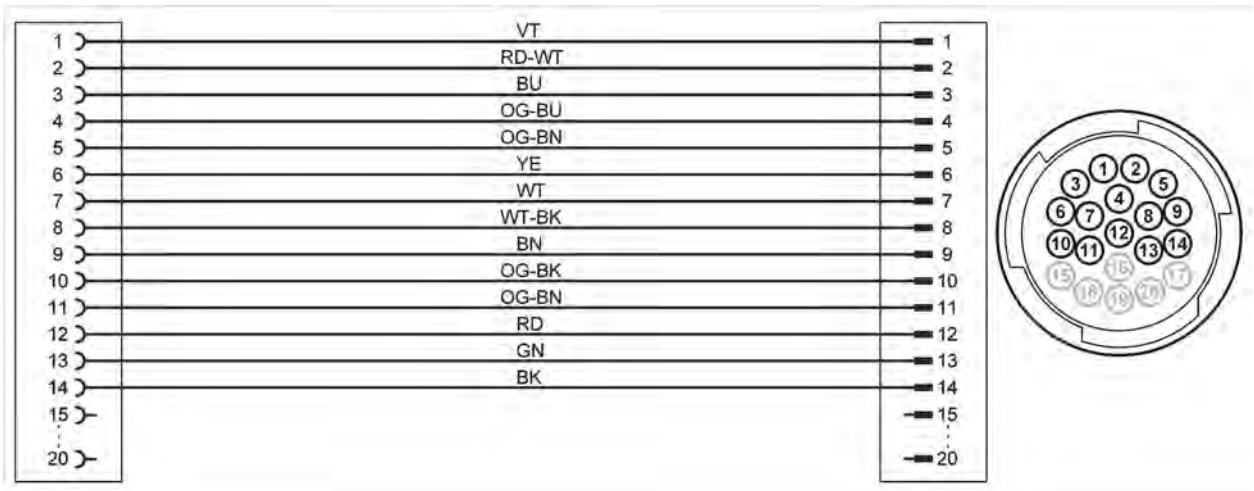 1 VT 1
2 RD-WT 2
3 BU 3
4 OG-BU 4
5 OG-BN 5
6 YE 6
7 WT 7
8 WT-BK 8
9 BN 9
10 OG-BK 10
11 OG-BN 11
12 RD 12
13 GN 13
14 BK 14
15 15
20 20
1 2
3 5
4
6 7 8 9
12
10 11 13 14
15 16 17
18 19 20